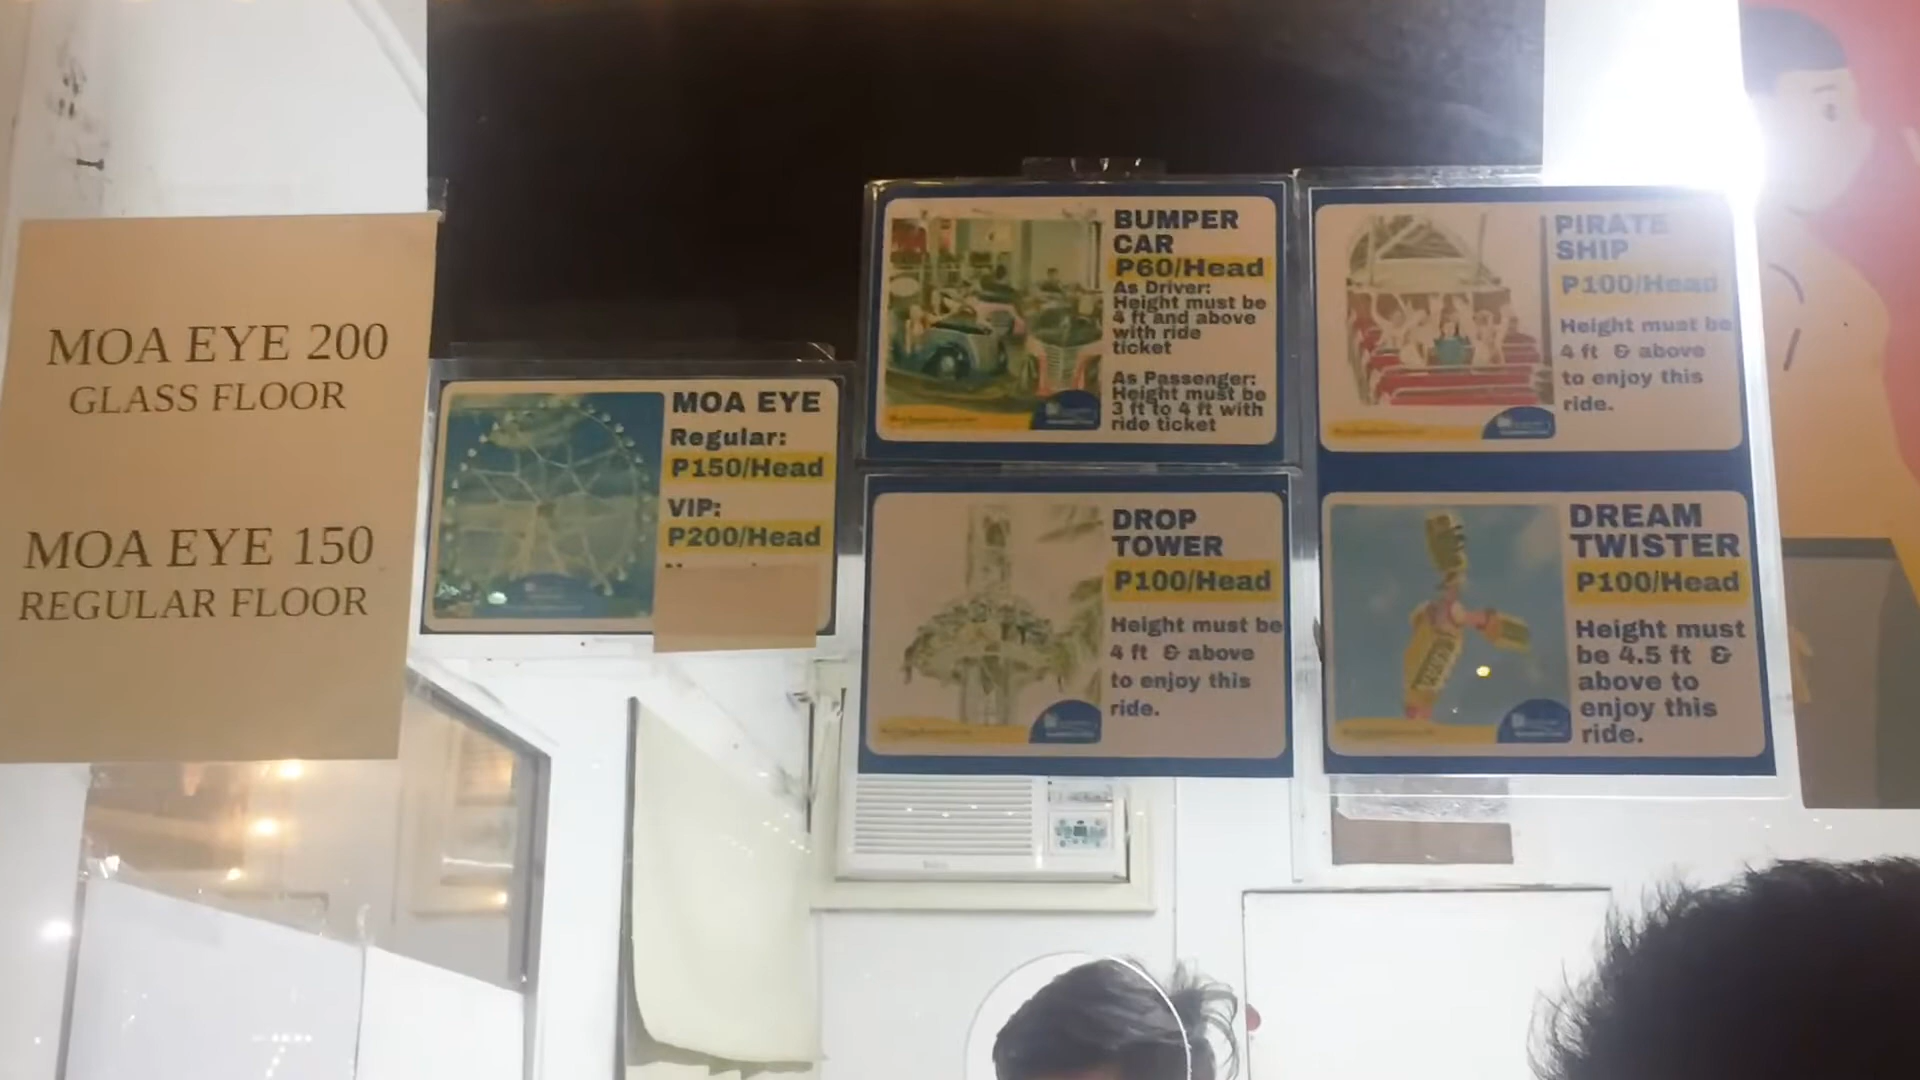 MOA EYE 200
GLASS FLOOR
MOA EYE 150
REGULAR FLOOR
MOA EYE
Regular:
P150/Head
VIP:
P200/Head
BUMPER
CAR
P60/Head
As Driver:
Height must be
4 ft and above
with ride
ticket
As Passenger:
Height must be
3 ft to 4 ft with
ride ticket
DROP
TOWER
P100/Head
Height must be
4 ft & above
to enjoy this
ride.
PIRATE
SHIP
P100/Head
Height must be
4 ft & above
to enjoy this
ride.
DREAM
TWISTER
P100/Head
Height must
be 4.5 ft &
above to
enjoy this
ride.